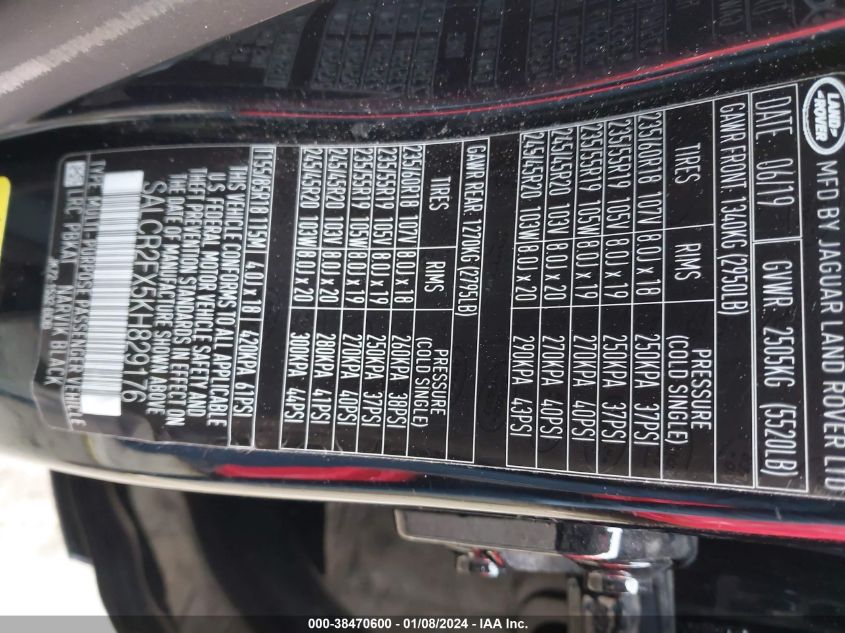 LAND ROVER
MFD BY JAGUAR LAND ROVER LTD
DATE 06/19 GVWR 2505KG (5520LB)
GAWR FRONT 1340KG (2950LB)
TIRES RIMS PRESSURE (COLD SINGLE)
235/60R18 107V 8.0J x 18 250KPA 37PSI
235/55R19 105V 8.0J x 19 250KPA 37PSI
235/55R19 105W 8.0J x 19 270KPA 40PSI
245/45R20 103V 8.0J x 20 270KPA 40PSI
245/45R20 103W 8.0J x 20 290KPA 43PSI
GAWR REAR 1270KG (2795LB)
TIRES RIMS PRESSURE (COLD SINGLE)
235/60R18 107V 8.0J x 18 260KPA 38PSI
235/55R19 105V 8.0J x 19 250KPA 37PSI
235/55R19 105W 8.0J x 19 270KPA 40PSI
245/45R20 103V 8.0J x 20 280KPA 41PSI
245/45R20 103W 8.0J x 20 300KPA 44PSI
T155/85R18 115M 4.0J x 18 420KPA 61PSI
THIS VEHICLE CONFORMS TO ALL APPLICABLE
U.S. FEDERAL MOTOR VEHICLE SAFETY AND
THEFT PREVENTION STANDARDS IN EFFECT ON
THE DATE OF MANUFACTURE SHOWN ABOVE
SALCR2FX5KH829176
TYPE MULTI-PURPOSE PASSENGER VEHICLE
LRC PBKA1 NARVIK BLACK
000-38470600 - 01/08/2024 - IAA Inc.